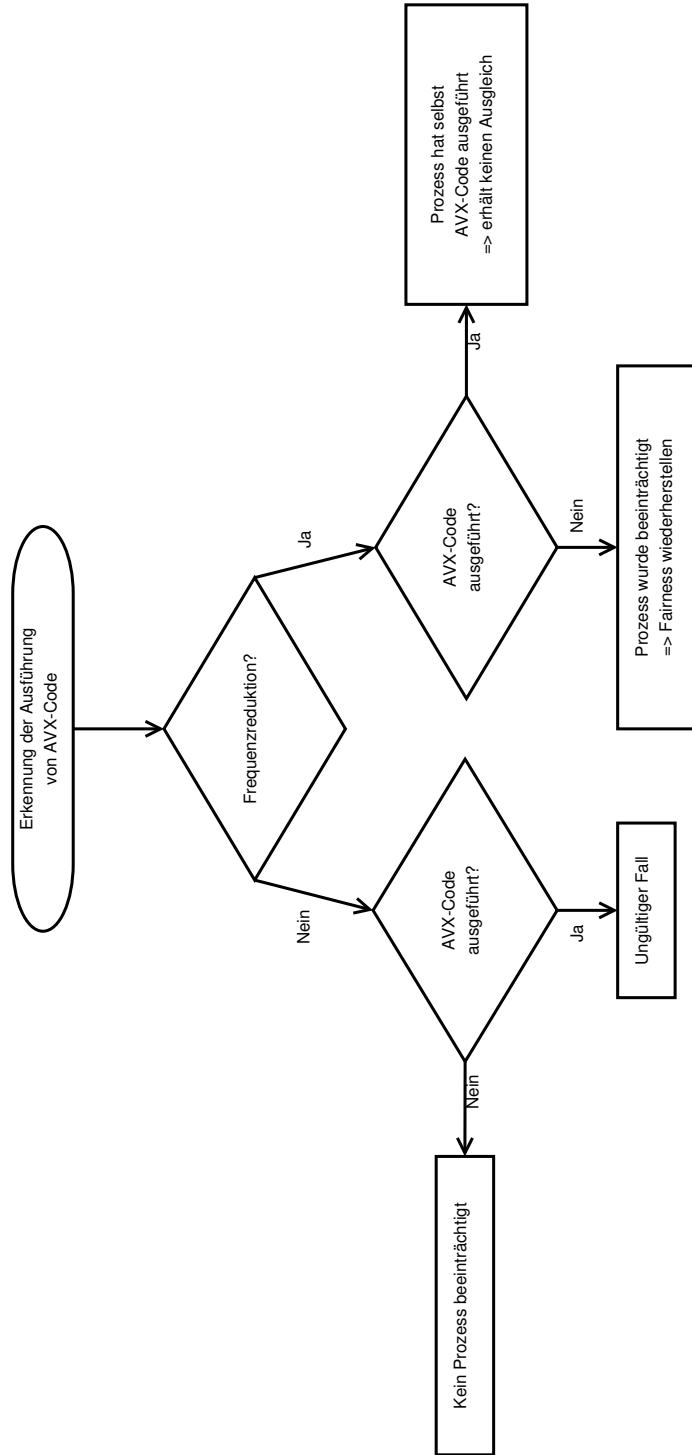 Erkennung der Ausführung
von AVX-Code
Frequenzreduktion?
Nein
Ja
AVX-Code
ausgeführt?
AVX-Code
ausgeführt?
Nein
Ja
Nein
Ja
Kein Prozess beeinträchtigt
Ungültiger Fall
Prozess wurde beeinträchtigt
=> Fairness wiederherstellen
Prozess hat selbst
AVX-Code ausgeführt
=> erhält keinen Ausgleich